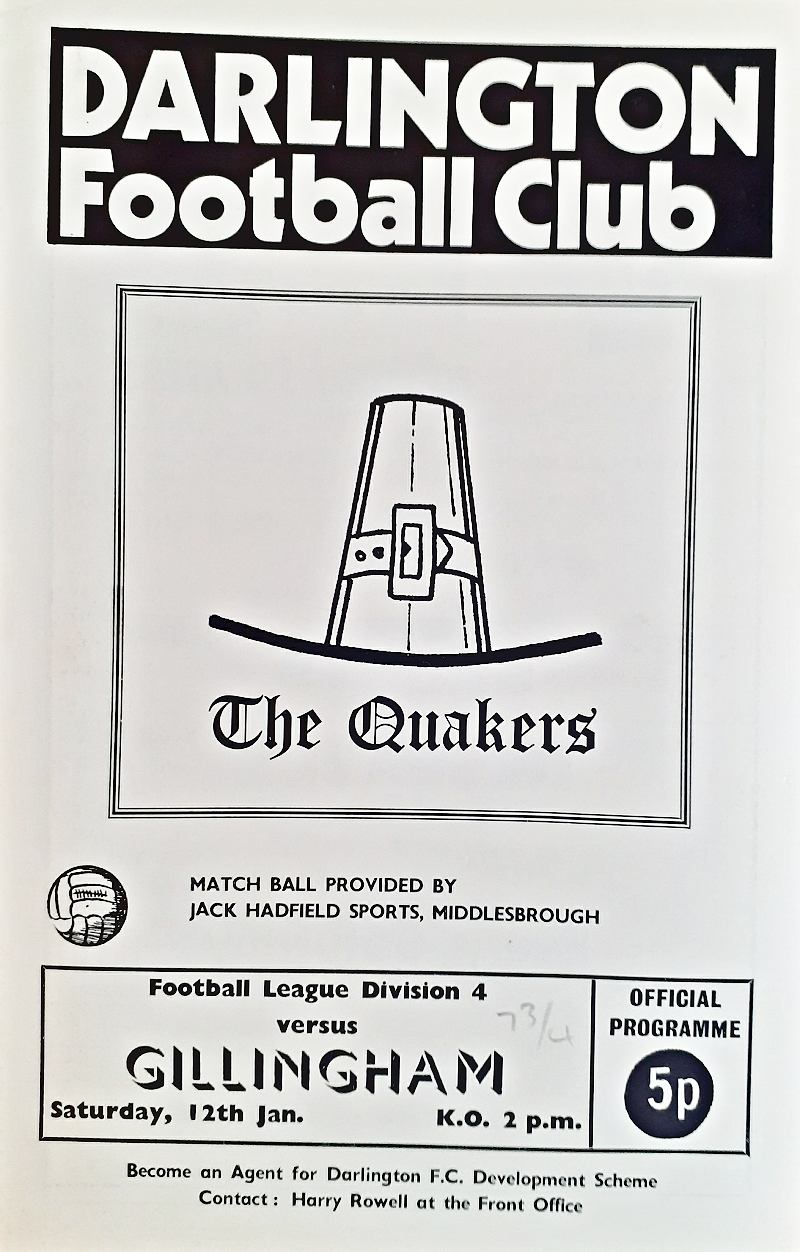 DARLINGTON
Football Club
The Quakers
MATCH BALL PROVIDED BY
JACK HADFIELD SPORTS, MIDDLESBROUGH
Football League Division 4
versus
73/4
GILLINGHAM
Saturday, 12th Jan.
K.O. 2 p.m.
OFFICIAL
PROGRAMME
5p
Become an Agent for Darlington F.C. Development Scheme
Contact : Harry Rowell at the Front Office